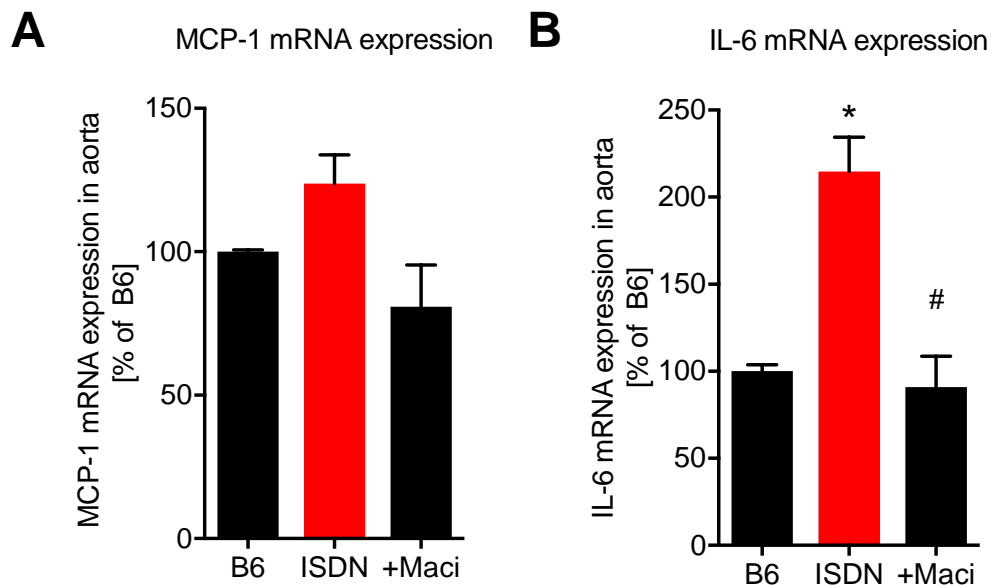 A
MCP-1 mRNA expression
MCP-1 mRNA expression in aorta
[% of B6]
150
100
50
0
B6 ISDN +Maci
B
IL-6 mRNA expression
IL-6 mRNA expression in aorta
[% of B6]
250
200
150
100
50
0
*
#
B6 ISDN +Maci